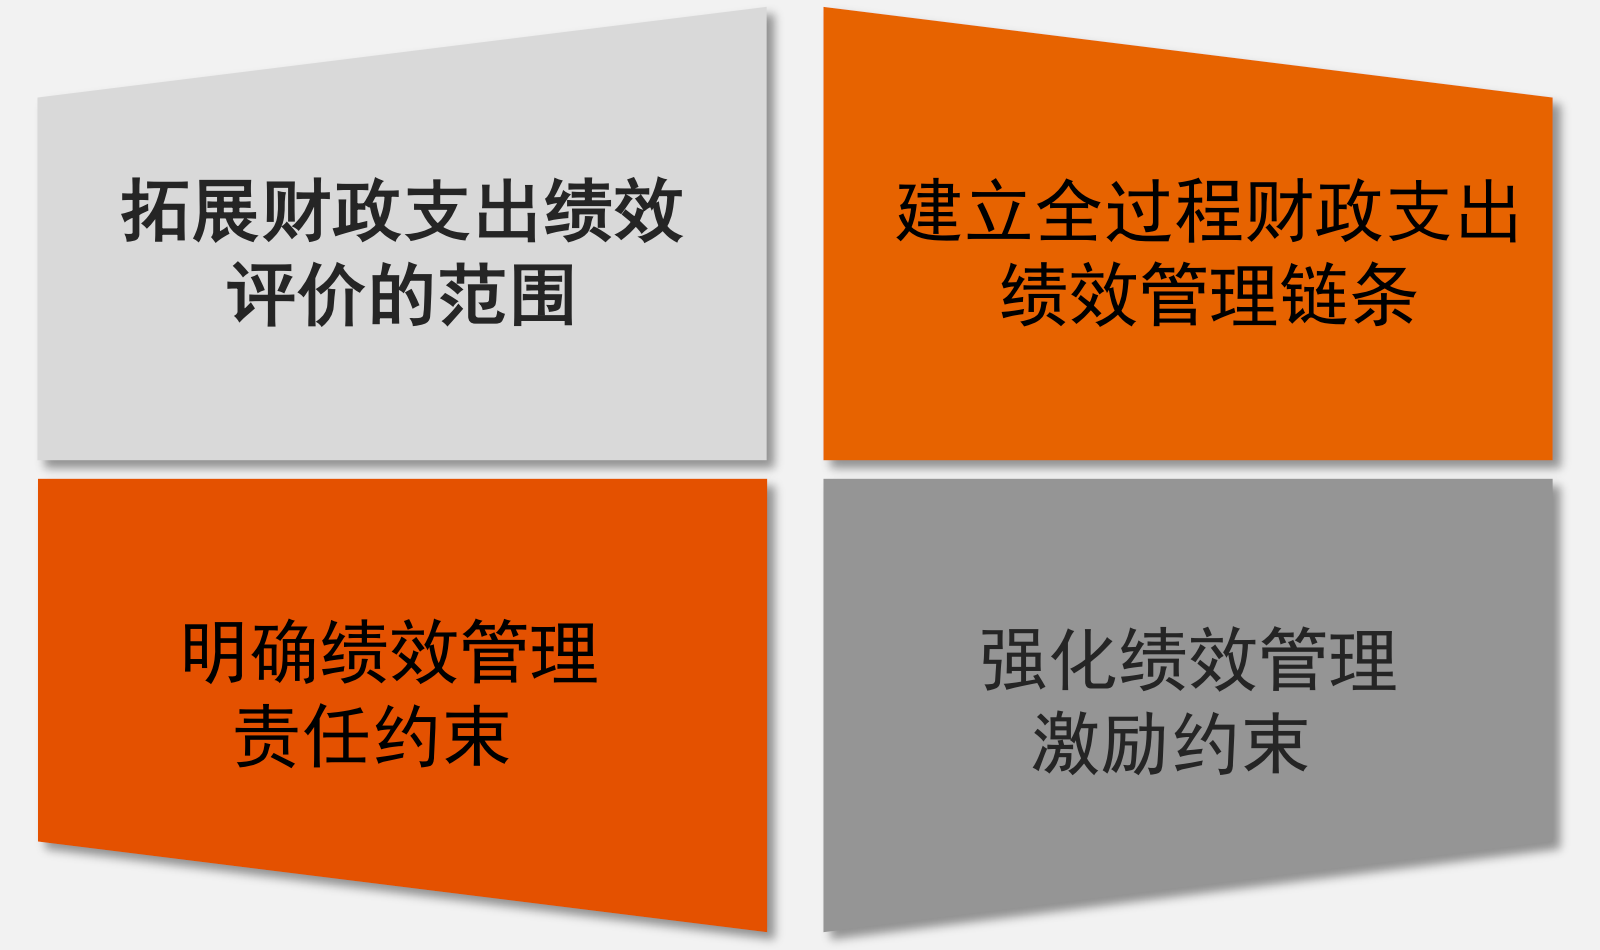 拓展财政支出绩效
评价的范围
建立全过程财政支出
绩效管理链条
明确绩效管理
责任约束
强化绩效管理
激励约束